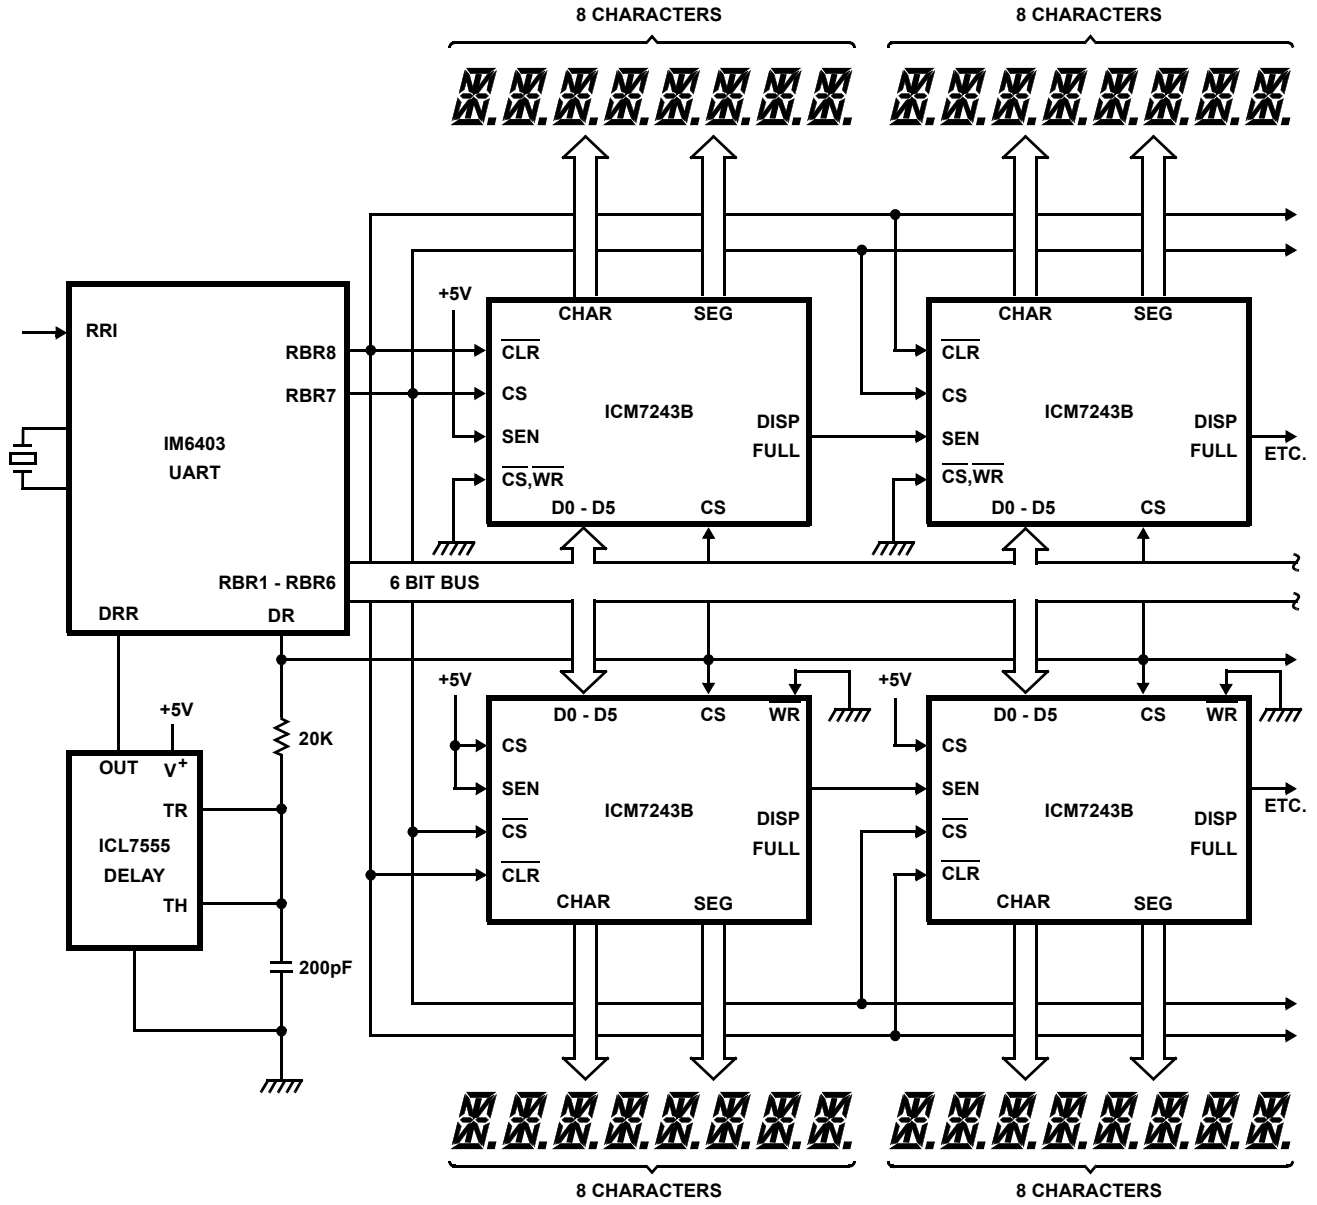 8 CHARACTERS
8 CHARACTERS
+5V
CHAR
SEG
CLR
CS
SEN
CS,WR
ICM7243B
DISP
FULL
D0 - D5
CS
CHAR
SEG
CLR
CS
SEN
CS,WR
ICM7243B
DISP
FULL
D0 - D5
CS
ETC.
RRI
RBR8
RBR7
IM6403
UART
RBR1 - RBR6
DRR
DR
6 BIT BUS
+5V
20K
OUT
V+
TR
ICL7555
DELAY
TH
200pF
+5V
D0 - D5
CS
WR
CS
SEN
CS
CLR
ICM7243B
DISP
FULL
CHAR
SEG
+5V
D0 - D5
CS
WR
CS
SEN
CS
CLR
ICM7243B
DISP
FULL
CHAR
SEG
ETC.
8 CHARACTERS
8 CHARACTERS